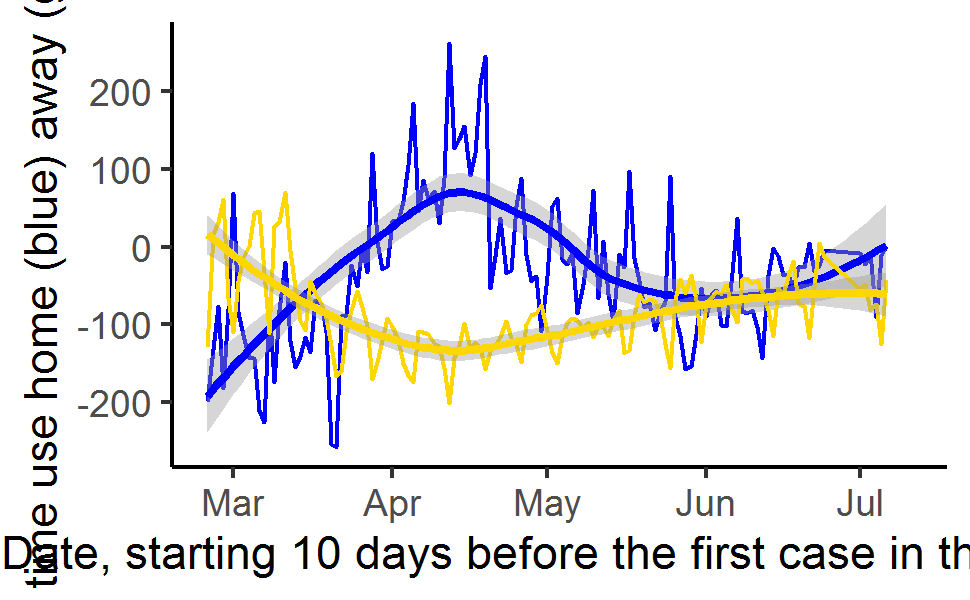 time use home (blue) away (
200
100
0
-100
-200
Mar Apr May Jun Jul
Date, starting 10 days before the first case in th